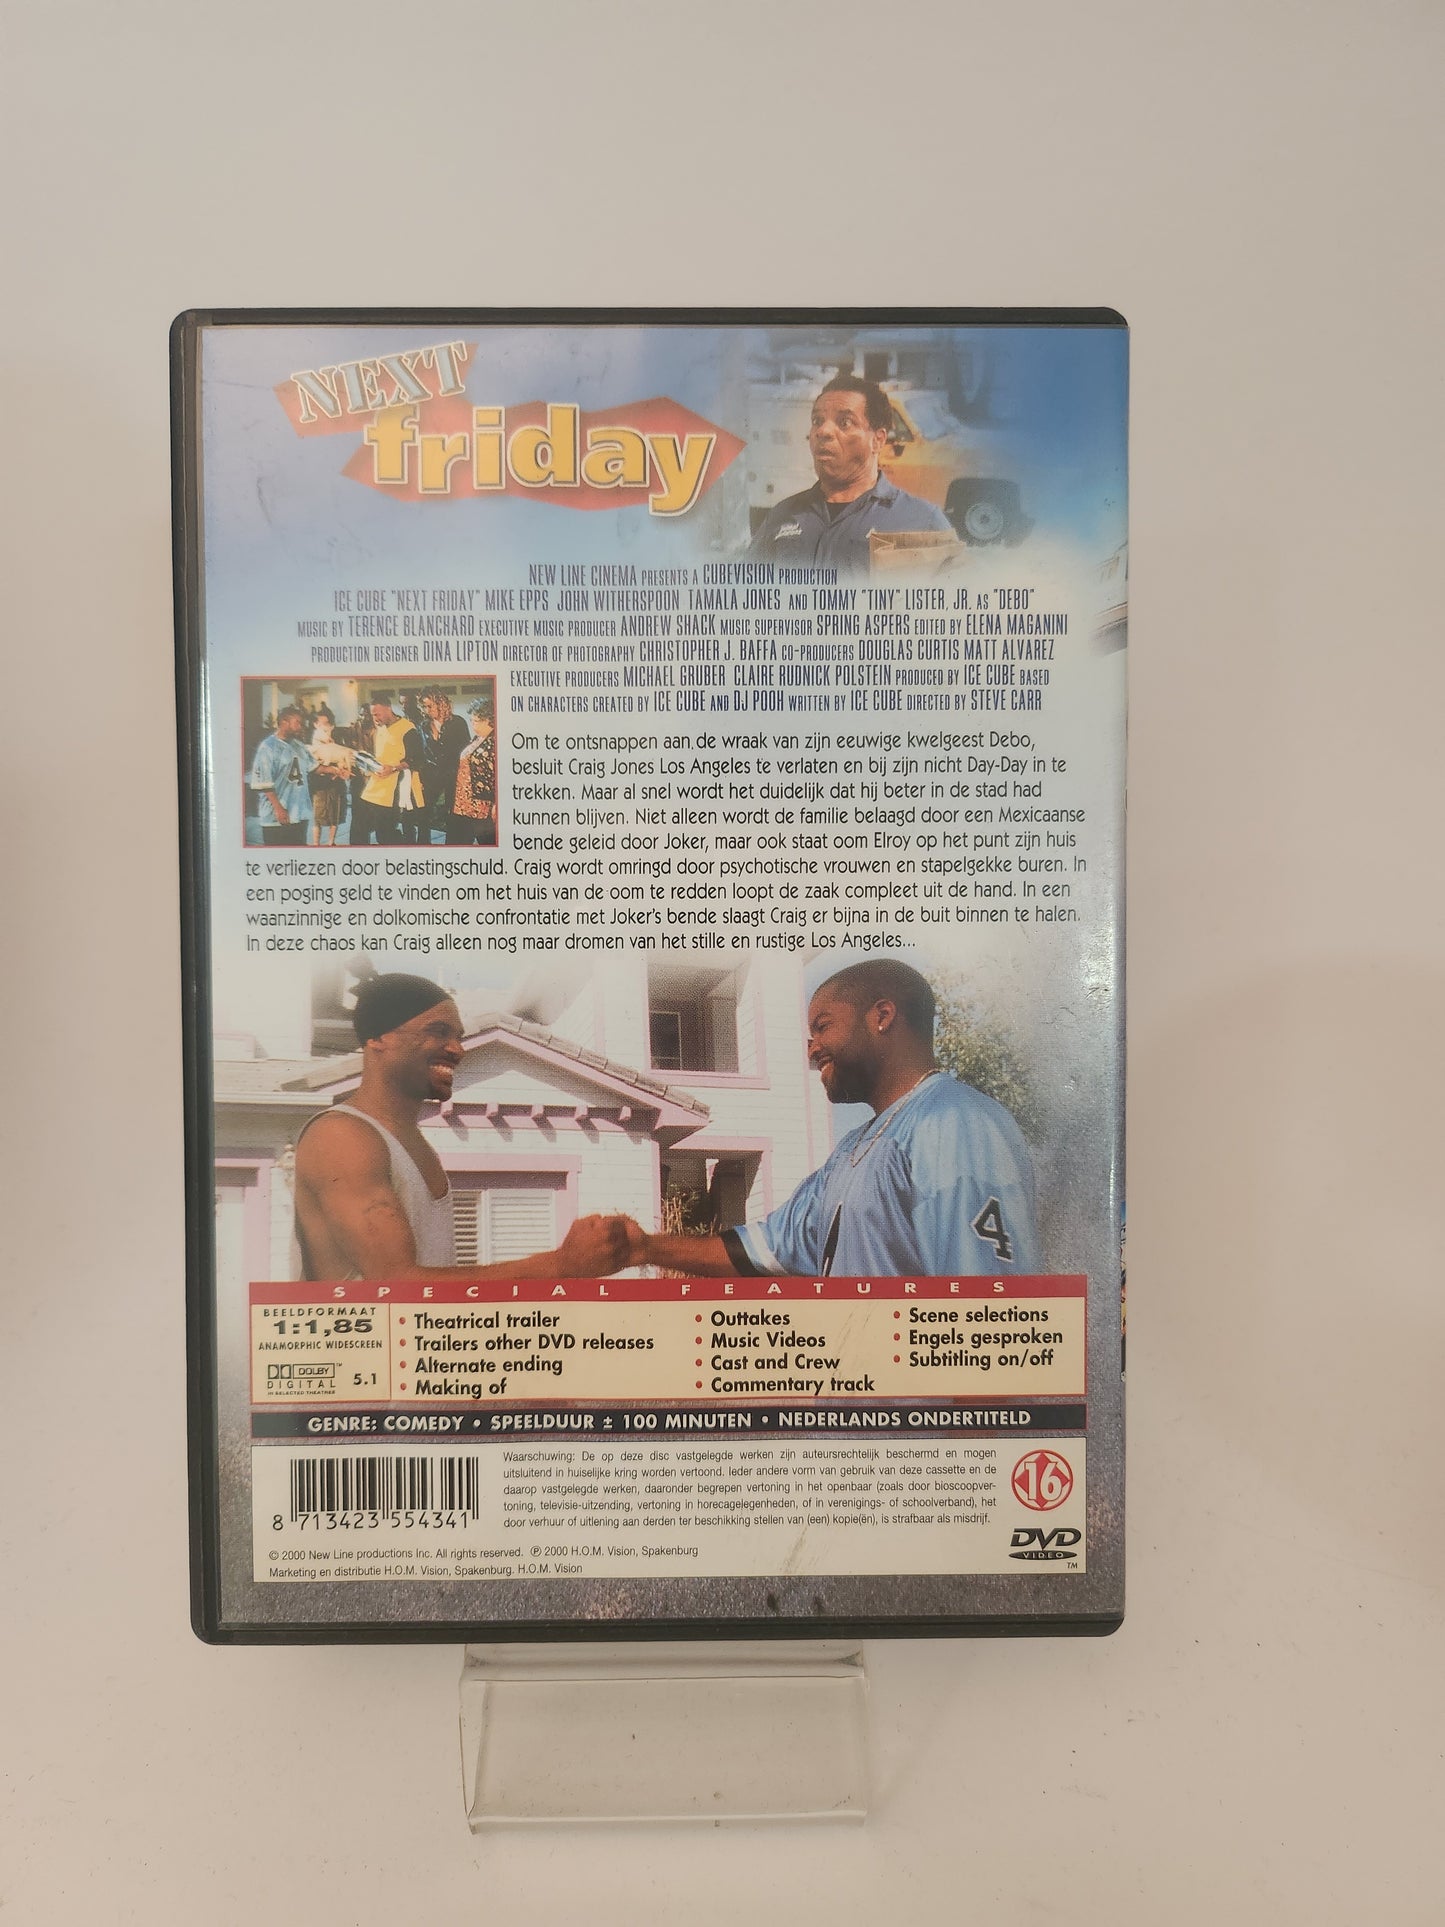 NEXT
friday
NEW LINE CINEMA PRESENTS A CUBEVISION PRODUCTION
ICE CUBE "NEXT FRIDAY" MIKE EPPS JOHN WITHERSPOON TAMALA JONES AND TOMMY "TINY" LISTER, JR. AS "DEBO"
MUSIC BY TERENCE BLANCHARD EXECUTIVE MUSIC PRODUCER ANDREW SHACK MUSIC SUPERVISOR SPRING ASPERS EDITED BY ELENA MAGANINI
PRODUCTION DESIGNER DINA LIPTON DIRECTOR OF PHOTOGRAPHY CHRISTOPHER J. BAFFA CO-PRODUCERS DOUGLAS CURTIS MATT ALVAREZ
EXECUTIVE PRODUCERS MICHAEL GRUBER CLAIRE RUDNICK POLSTEIN PRODUCED BY ICE CUBE BASED
ON CHARACTERS CREATED BY ICE CUBE AND DJ POOH WRITTEN BY ICE CUBE DIRECTED BY STEVE CARR
4
Om te ontsnappen aan de wraak van zijn eeuwige kwelgeest Debo,
besluit Craig Jones Los Angeles te verlaten en bij zijn nicht Day-Day in te
trekken. Maar al snel wordt het duidelijk dat hij beter in de stad had
kunnen blijven. Niet alleen wordt de familie belaagd door een Mexicaanse
bende geleid door Joker, maar ook staat oom Elroy op het punt zijn huis
te verliezen door belastingschuld. Craig wordt omringd door psychotische vrouwen en stapelgekke buren. In
een poging geld te vinden om het huis van de oom te redden loopt de zaak compleet uit de hand. In een
waanzinnige en dolkomische confrontatie met Joker's bende slaagt Craig er bijna in de buit binnen te halen.
In deze chaos kan Craig alleen nog maar dromen van het stille en rustige Los Angeles...
4
SPECIAL FEATURES
BEELDFORMAAT
1:1,85
ANAMORPHIC WIDESCREEN
DOLBY™
DIGITAL 5.1
IN SELECTED THEATRES
• Theatrical trailer
• Trailers other DVD releases
• Alternate ending
• Making of
• Outtakes
• Music Videos
• Cast and Crew
• Commentary track
• Scene selections
• Engels gesproken
• Subtitling on/off
GENRE: COMEDY • SPEELDUUR ± 100 MINUTEN • NEDERLANDS ONDERTITELD
8 713423 554341
Waarschuwing: De op deze disc vastgelegde werken zijn auteursrechtelijk beschermd en mogen
uitsluitend in huiselijke kring worden vertoond. Ieder andere vorm van gebruik van deze cassette en de
daarop vastgelegde werken, daaronder begrepen vertoning in het openbaar (zoals door bioscoopver-
toning, televisie-uitzending, vertoning in horecagelegenheden, of in verenigings- of schoolverband), het
door verhuur of uitlening aan derden ter beschikking stellen van (een) kopie(ën), is strafbaar als misdrijf.
16
DVD
VIDEO
TM
© 2000 New Line productions Inc. All rights reserved. ℗ 2000 H.O.M. Vision, Spakenburg
Marketing en distributie H.O.M. Vision, Spakenburg. H.O.M. Vision